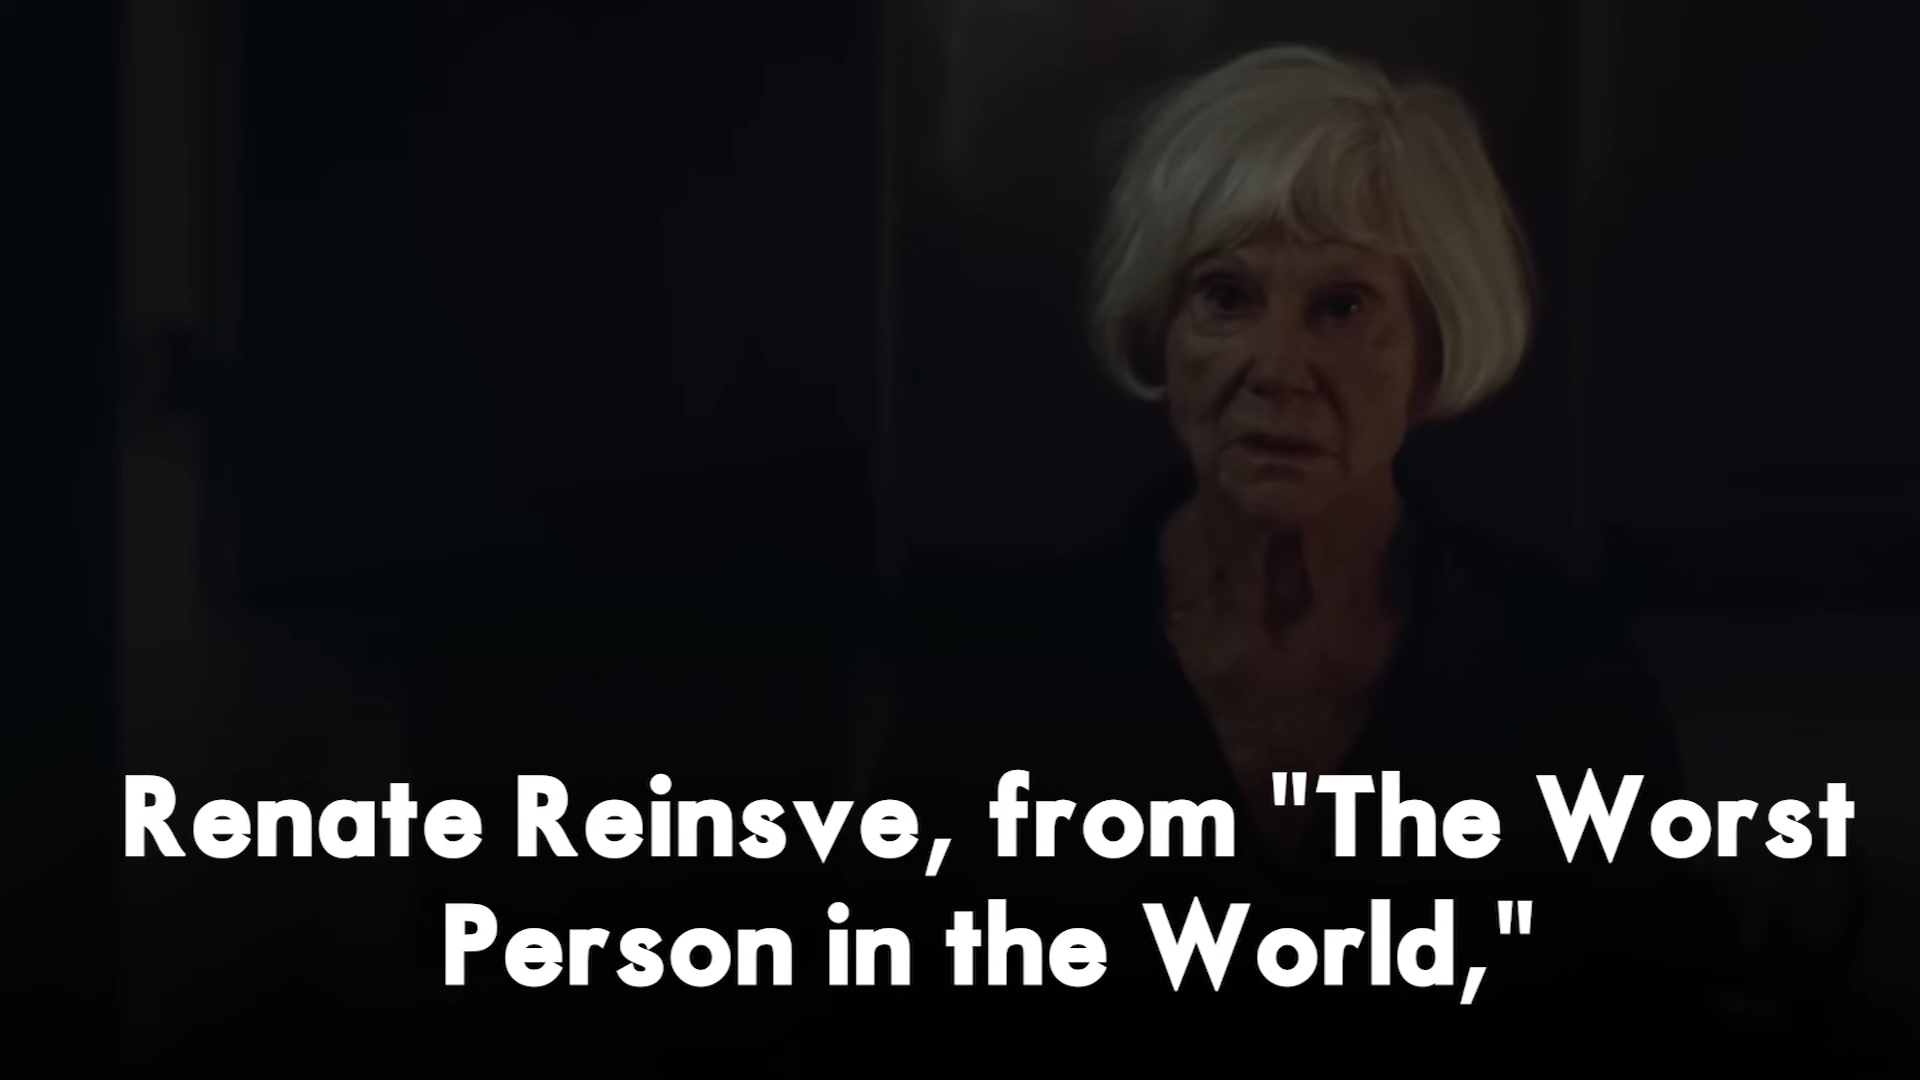 Renate Reinsve, from "The Worst
Person in the World,"